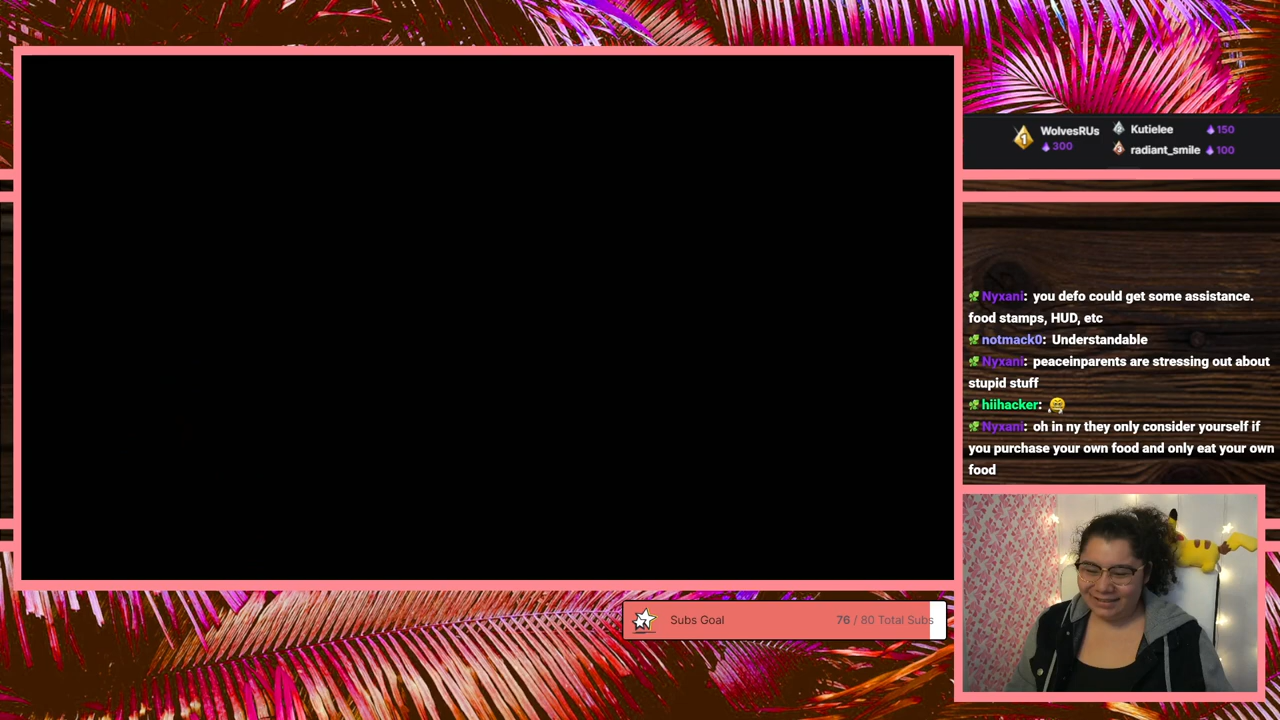 WolvesRUs
300
Kutielee 150
radiant_smile 100
Nyxani: you defo could get some assistance.
food stamps, HUD, etc
notmack0: Understandable
Nyxani: peaceinparents are stressing out about
stupid stuff
hiihacker:
Nyxani: oh in ny they only consider yourself if
you purchase your own food and only eat your own
food
Subs Goal 76 / 80 Total Subs